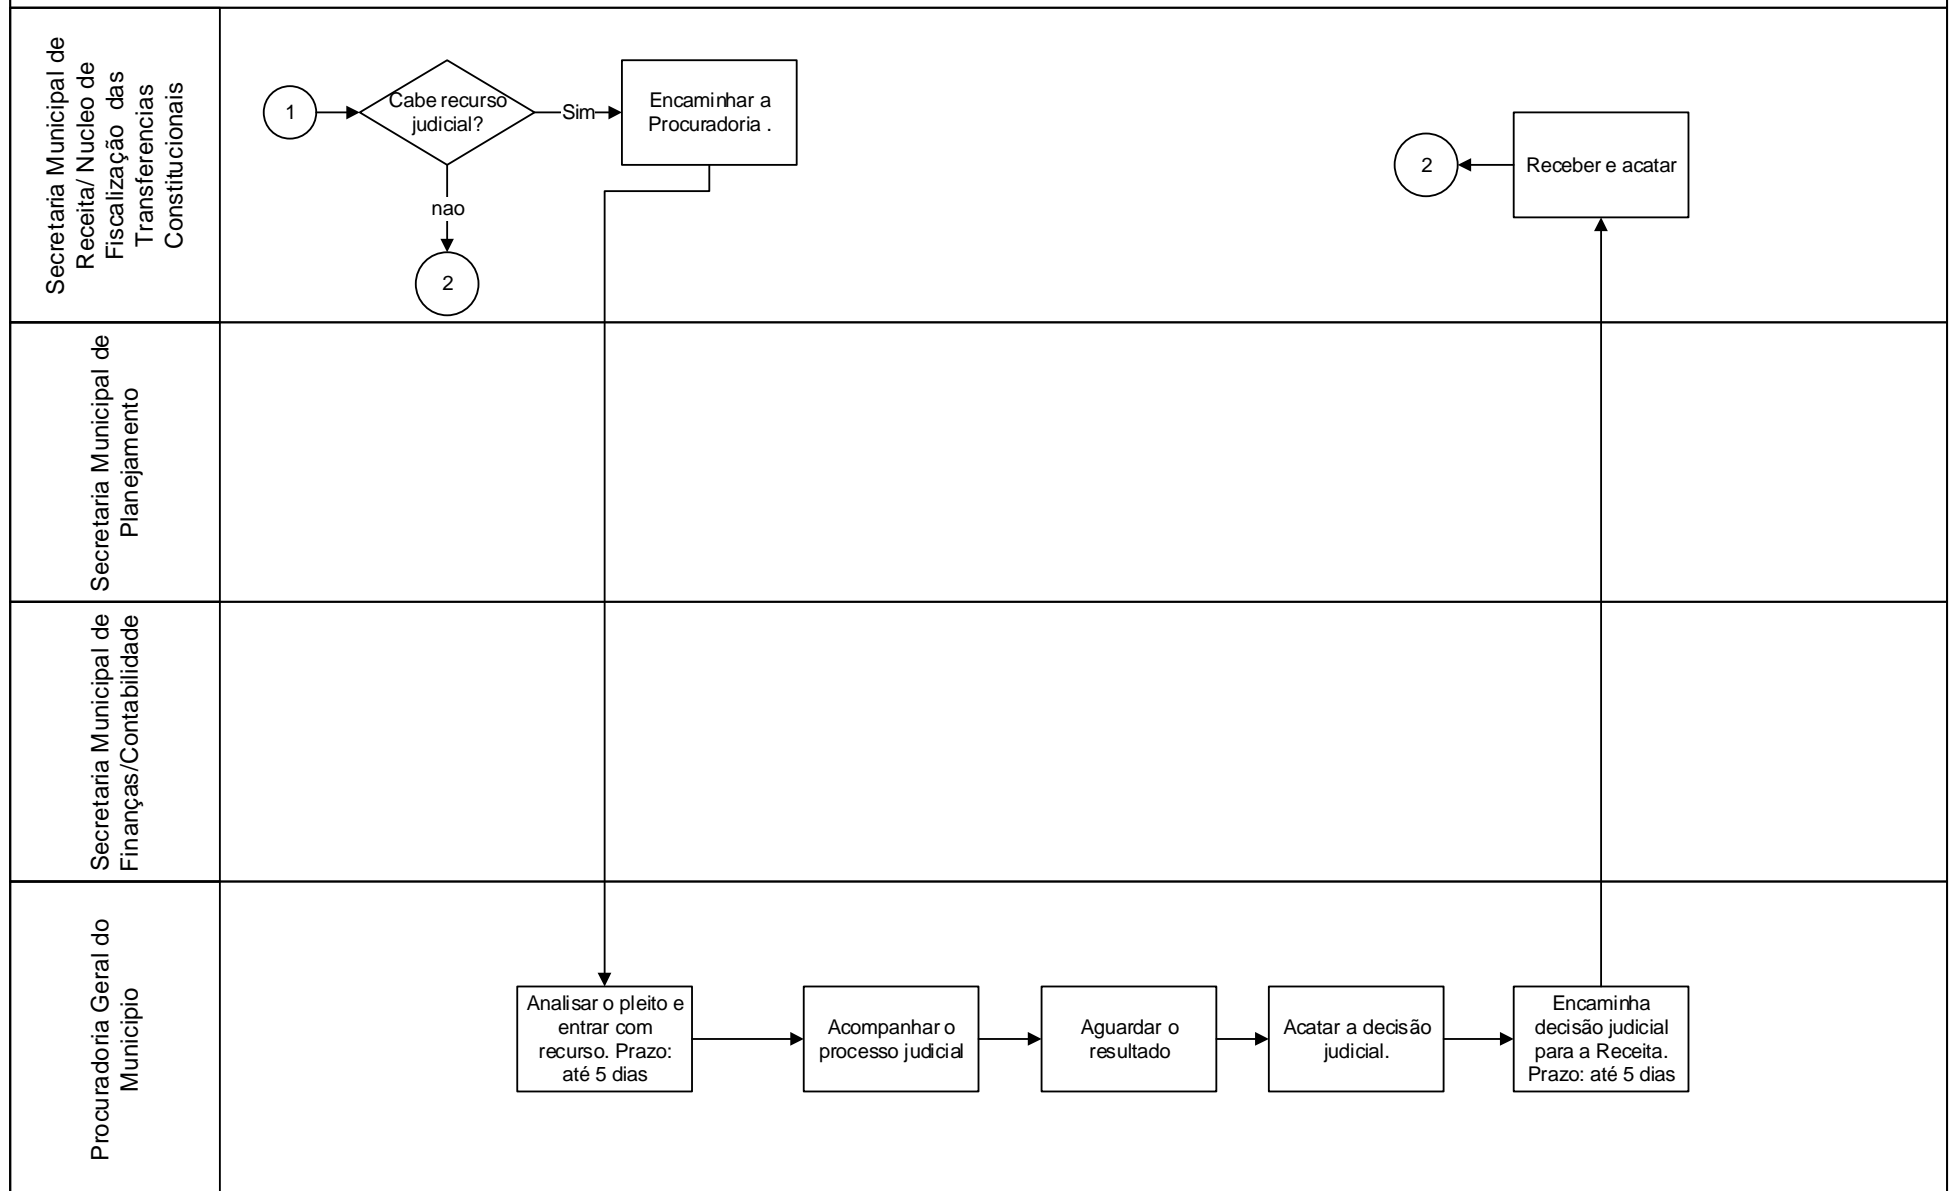 Secretaria Municipal de
Receita/ Nucleo de
Fiscalização das
Transferencias
Constitucionais
1
Cabe recurso
judicial?
Sim
Encaminhar a
Procuradoria .
nao
2
2
Receber e acatar
Secretaria Municipal de
Planejamento
Secretaria Municipal de
Finanças/Contabilidade
Procuradoria Geral do
Municipio
Analisar o pleito e
entrar com
recurso. Prazo:
até 5 dias
Acompanhar o
processo judicial
Aguardar o
resultado
Acatar a decisão
judicial.
Encaminha
decisão judicial
para a Receita.
Prazo: até 5 dias